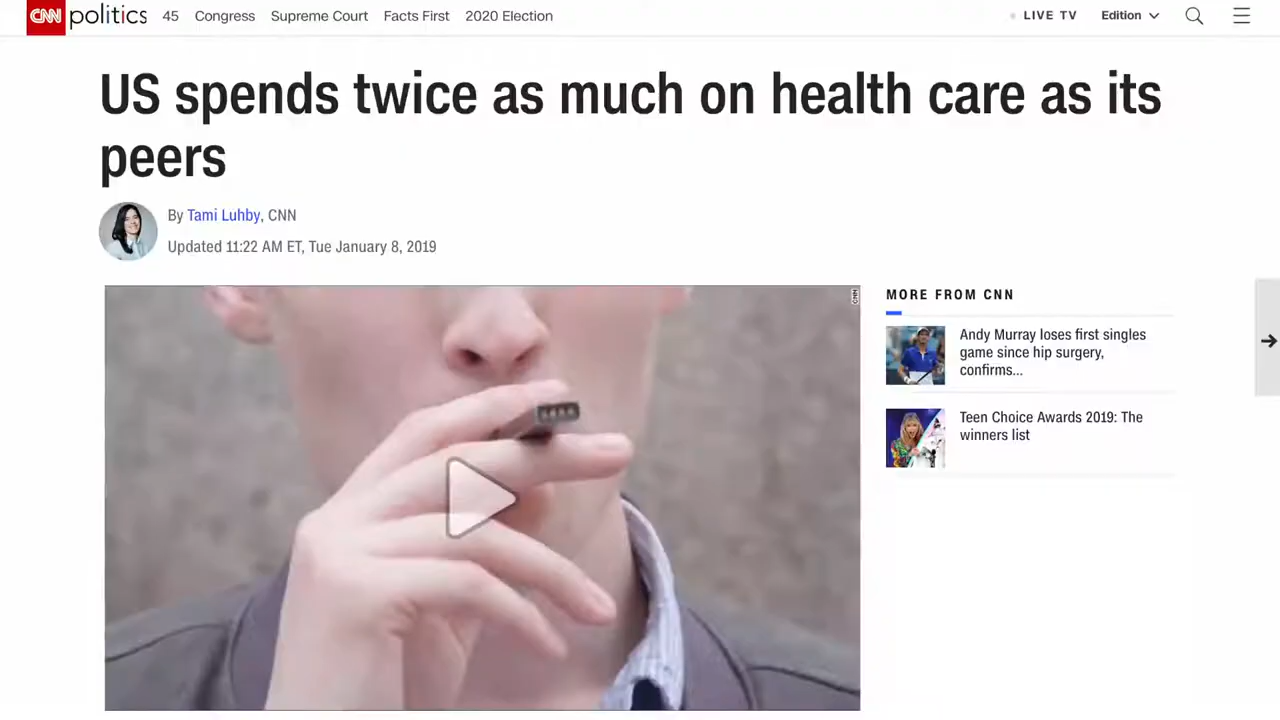 CNN politics 45 Congress Supreme Court Facts First 2020 Election LIVE TV Edition
US spends twice as much on health care as its
peers
By Tami Luhby, CNN
Updated 11:22 AM ET, Tue January 8, 2019
CNN
MORE FROM CNN
Andy Murray loses first singles
game since hip surgery,
confirms...
Teen Choice Awards 2019: The
winners list